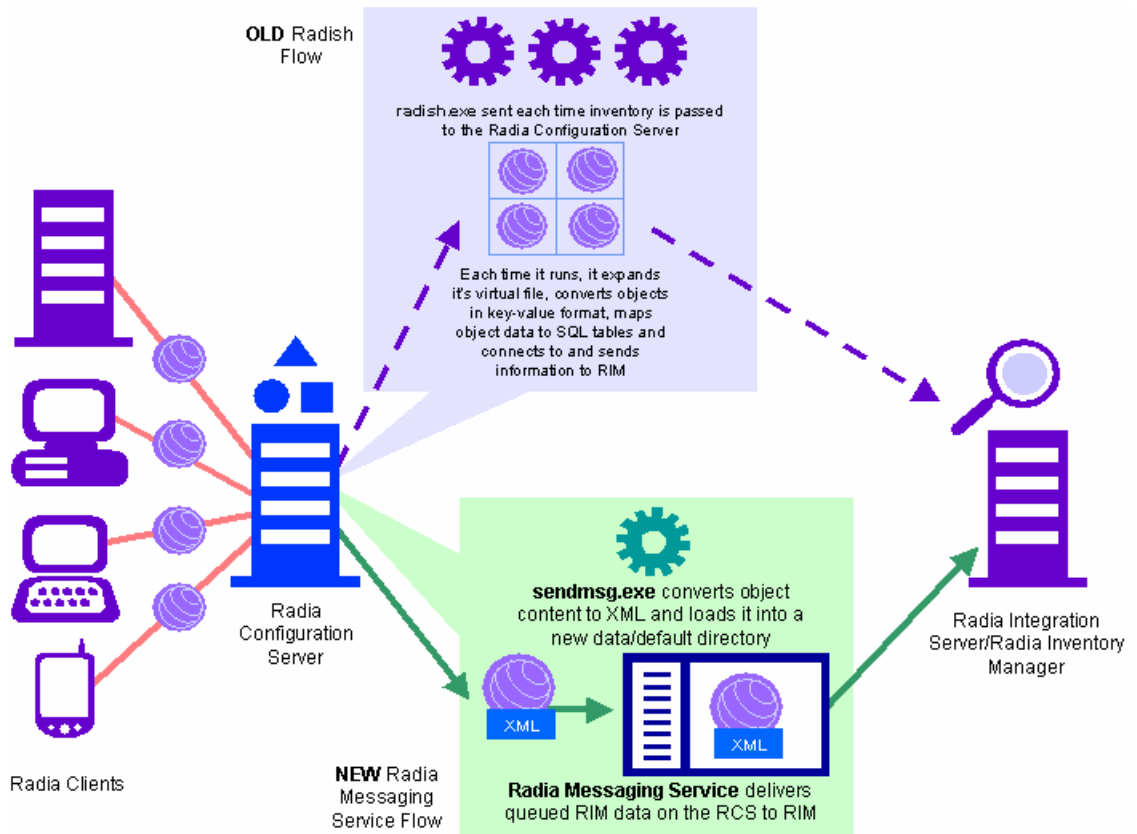 OLD Radish
Flow
radish.exe sent each time inventory is passed
to the Radia Configuration Server
Each time it runs, it expands
it's virtual file, converts objects
in key-value format, maps
object data to SQL tables and
connects to and sends
information to RIM
Radia
Configuration
Server
sendmsg.exe converts object
content to XML and loads it into a
new data/default directory
XML
XML
Radia Messaging Service delivers
queued RIM data on the RCS to RIM
Radia Integration
Server/Radia Inventory
Manager
Radia Clients
NEW Radia
Messaging
Service Flow